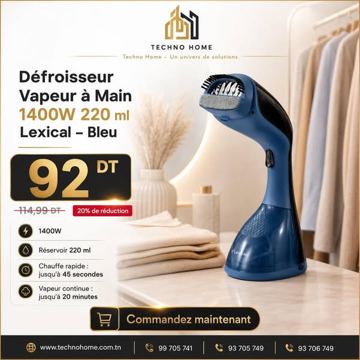 TECHNO HOME
Techno Home - Un univers de solutions
Défroisseur
Vapeur à Main
1400W 220 ml
Lexical – Bleu
92 DT
114,99 DT
20% de réduction
1400W
Réservoir 220 ml
Chauffe rapide :
jusqu'à 45 secondes
Vapeur continue :
jusqu'à 20 minutes
Commandez maintenant
www.technohome.com.tn
99 705 741
93 705 749
93 706 749